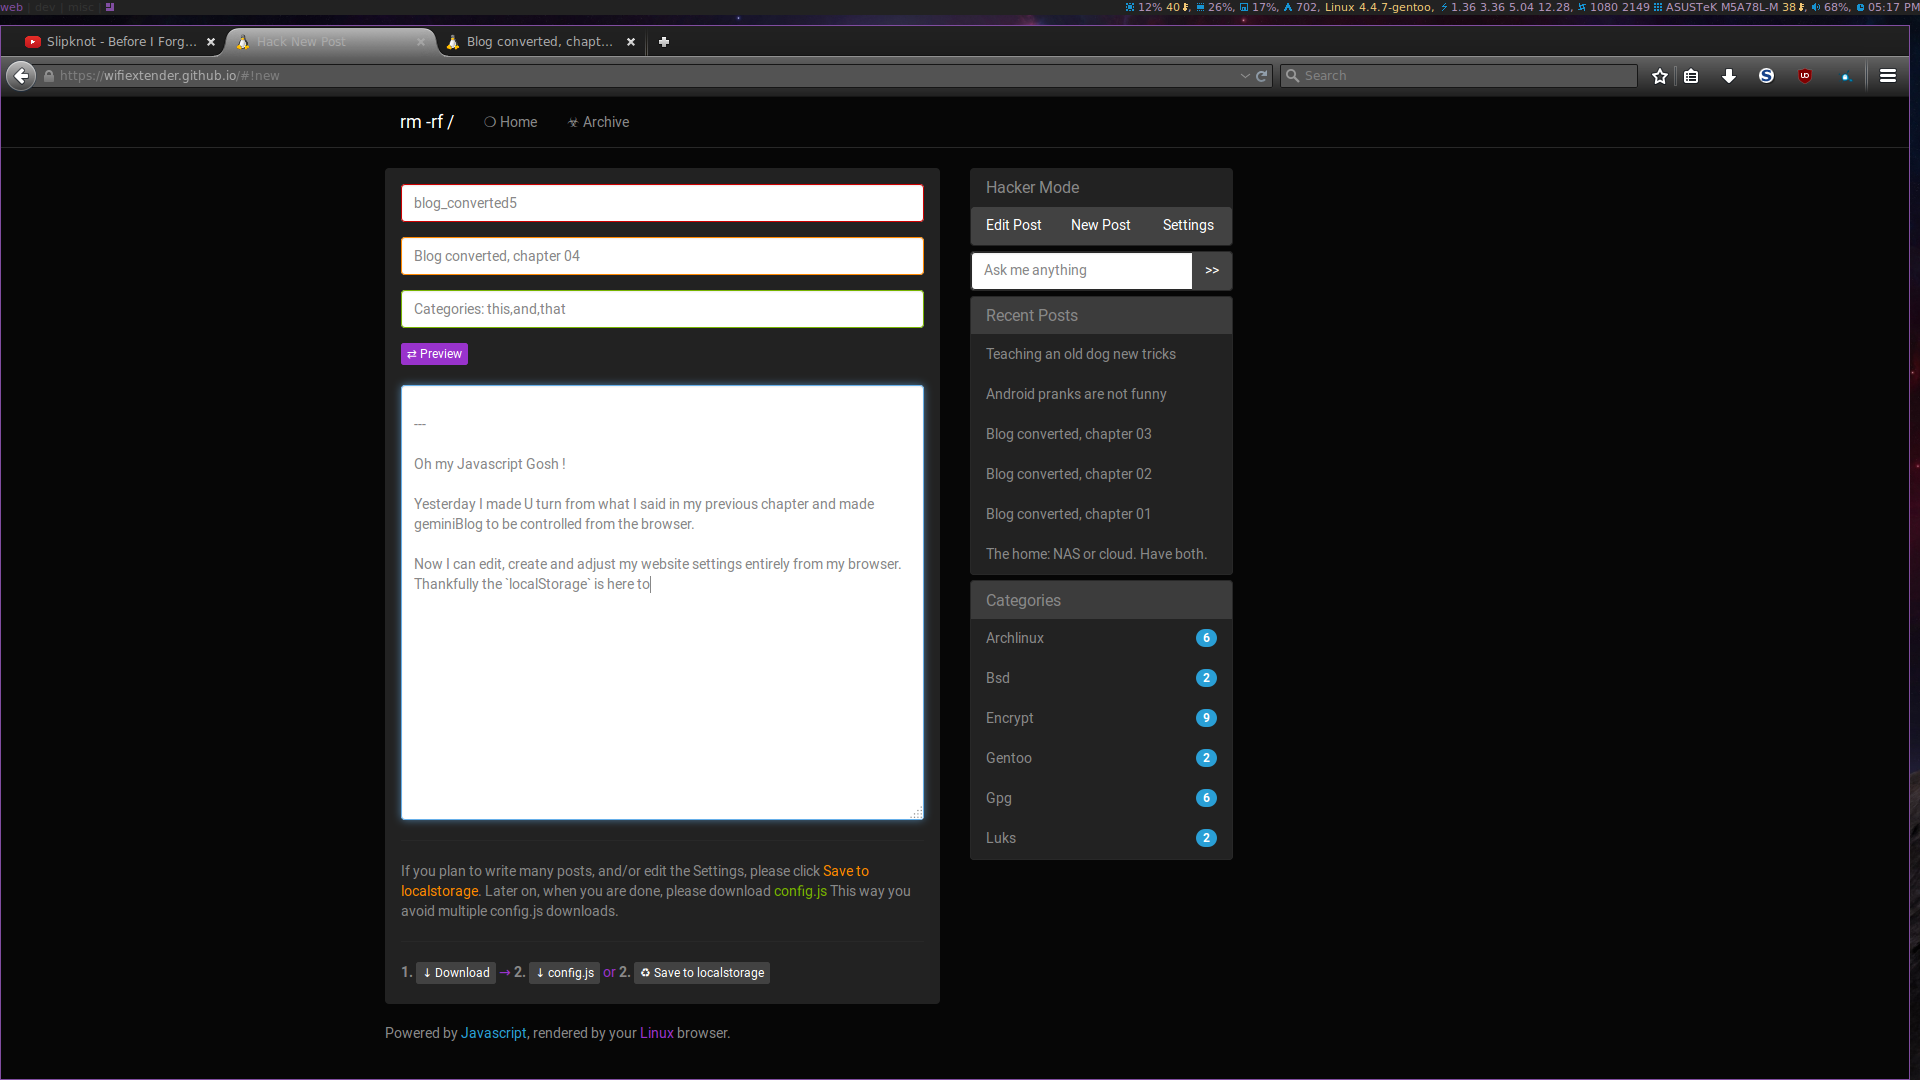 web | dev | misc |
12% 40, 26%, 17%, 702, Linux 4.4.7-gentoo, 1.36 3.36 5.04 12.28, 1080 2149 ASUSTeK M5A78L-M 38, 68%, 05:17 PM
Slipknot - Before I Forg...
Hack New Post
Blog converted, chapt...
https://wifiextender.github.io/#!new
Search
rm -rf /
Home
Archive
blog_converted5
Blog converted, chapter 04
Categories: this,and,that
⇄ Preview
---
Oh my Javascript Gosh !
Yesterday I made U turn from what I said in my previous chapter and made
geminiBlog to be controlled from the browser.
Now I can edit, create and adjust my website settings entirely from my browser.
Thankfully the `localStorage` is here to
If you plan to write many posts, and/or edit the Settings, please click Save to
localstorage. Later on, when you are done, please download config.js This way you
avoid multiple config.js downloads.
1. ↓ Download → 2. ↓ config.js or 2. ♻ Save to localstorage
Hacker Mode
Edit Post New Post Settings
Ask me anything >>
Recent Posts
Teaching an old dog new tricks
Android pranks are not funny
Blog converted, chapter 03
Blog converted, chapter 02
Blog converted, chapter 01
The home: NAS or cloud. Have both.
Categories
Archlinux 6
Bsd 2
Encrypt 9
Gentoo 2
Gpg 6
Luks 2
Powered by Javascript, rendered by your Linux browser.